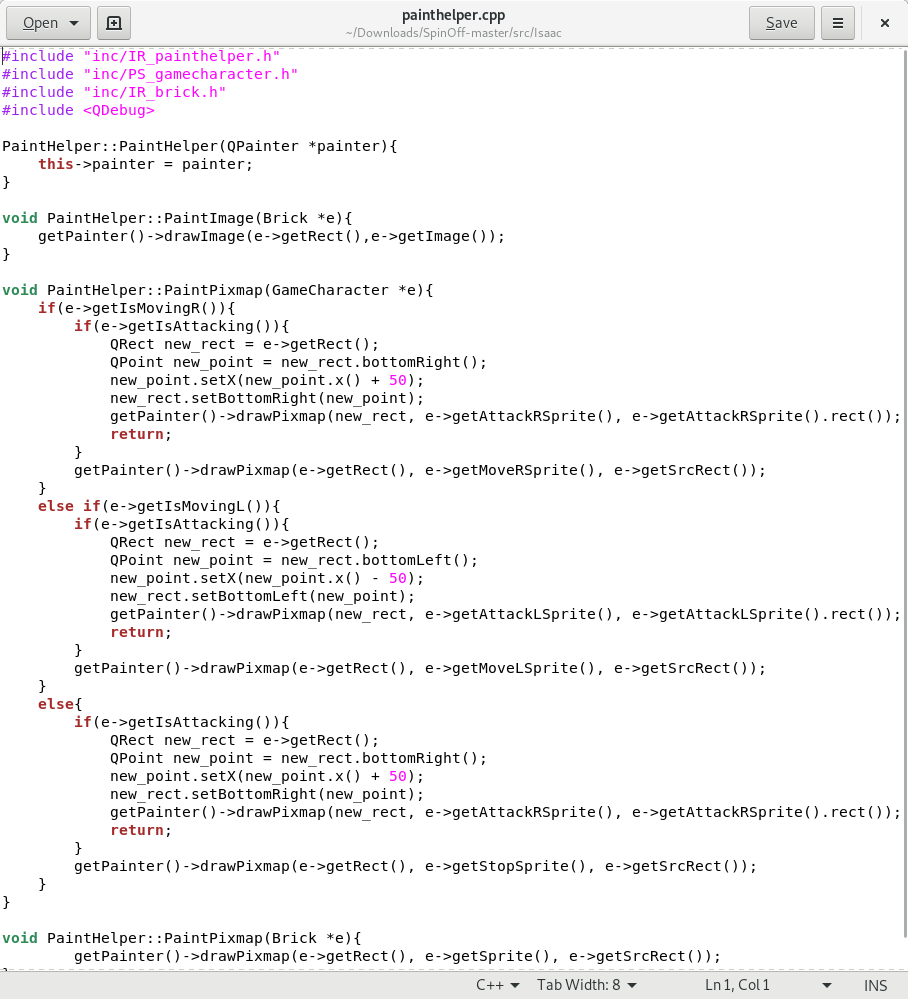 Open
painthelper.cpp
~/Downloads/SpinOff-master/src/Isaac
Save
#include "inc/IR_painthelper.h"
#include "inc/PS_gamecharacter.h"
#include "inc/IR_brick.h"
#include <QDebug>
PaintHelper::PaintHelper(QPainter *painter){
    this->painter = painter;
}
void PaintHelper::PaintImage(Brick *e){
    getPainter()->drawImage(e->getRect(),e->getImage());
}
void PaintHelper::PaintPixmap(GameCharacter *e){
    if(e->getIsMovingR()){
        if(e->getIsAttacking()){
            QRect new_rect = e->getRect();
            QPoint new_point = new_rect.bottomRight();
            new_point.setX(new_point.x() + 50);
            new_rect.setBottomRight(new_point);
            getPainter()->drawPixmap(new_rect, e->getAttackRSprite(), e->getAttackRSprite().rect());
            return;
        }
        getPainter()->drawPixmap(e->getRect(), e->getMoveRSprite(), e->getSrcRect());
    }
    else if(e->getIsMovingL()){
        if(e->getIsAttacking()){
            QRect new_rect = e->getRect();
            QPoint new_point = new_rect.bottomLeft();
            new_point.setX(new_point.x() - 50);
            new_rect.setBottomLeft(new_point);
            getPainter()->drawPixmap(new_rect, e->getAttackLSprite(), e->getAttackLSprite().rect());
            return;
        }
        getPainter()->drawPixmap(e->getRect(), e->getMoveLSprite(), e->getSrcRect());
    }
    else{
        if(e->getIsAttacking()){
            QRect new_rect = e->getRect();
            QPoint new_point = new_rect.bottomRight();
            new_point.setX(new_point.x() + 50);
            new_rect.setBottomRight(new_point);
            getPainter()->drawPixmap(new_rect, e->getAttackRSprite(), e->getAttackRSprite().rect());
            return;
        }
        getPainter()->drawPixmap(e->getRect(), e->getStopSprite(), e->getSrcRect());
    }
}
void PaintHelper::PaintPixmap(Brick *e){
        getPainter()->drawPixmap(e->getRect(), e->getSprite(), e->getSrcRect());
C++ Tab Width: 8 Ln 1, Col 1 INS